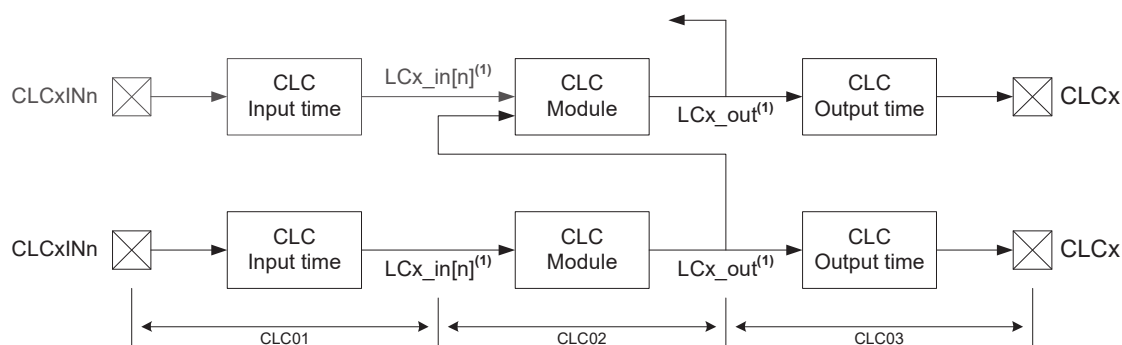 CLCxINn
CLC
Input time
LCx_in[n](1)
CLC
Module
LCx_out(1)
CLC
Output time
CLCx
CLCxINn
CLC
Input time
LCx_in[n](1)
CLC
Module
LCx_out(1)
CLC
Output time
CLCx
CLC01
CLC02
CLC03